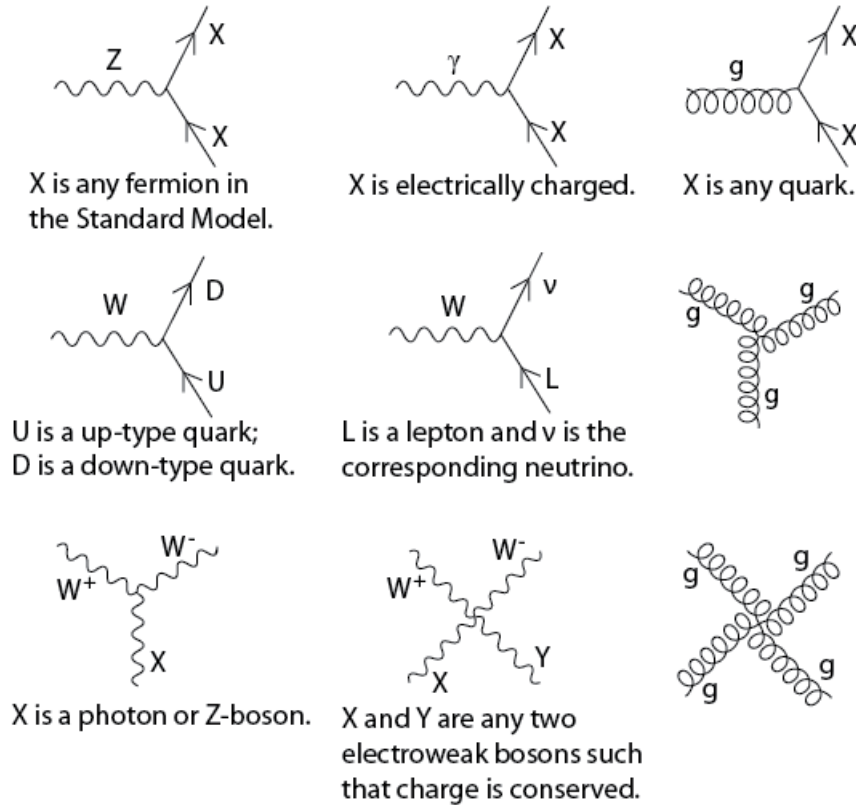 Z X X
γ X X
g X X
X is any fermion in
the Standard Model.
X is electrically charged.
X is any quark.
W D U
W ν L
g g g
U is a up-type quark;
D is a down-type quark.
L is a lepton and ν is the
corresponding neutrino.
W+ W- X
W+ W- X Y
g g g g
X is a photon or Z-boson.
X and Y are any two
electroweak bosons such
that charge is conserved.